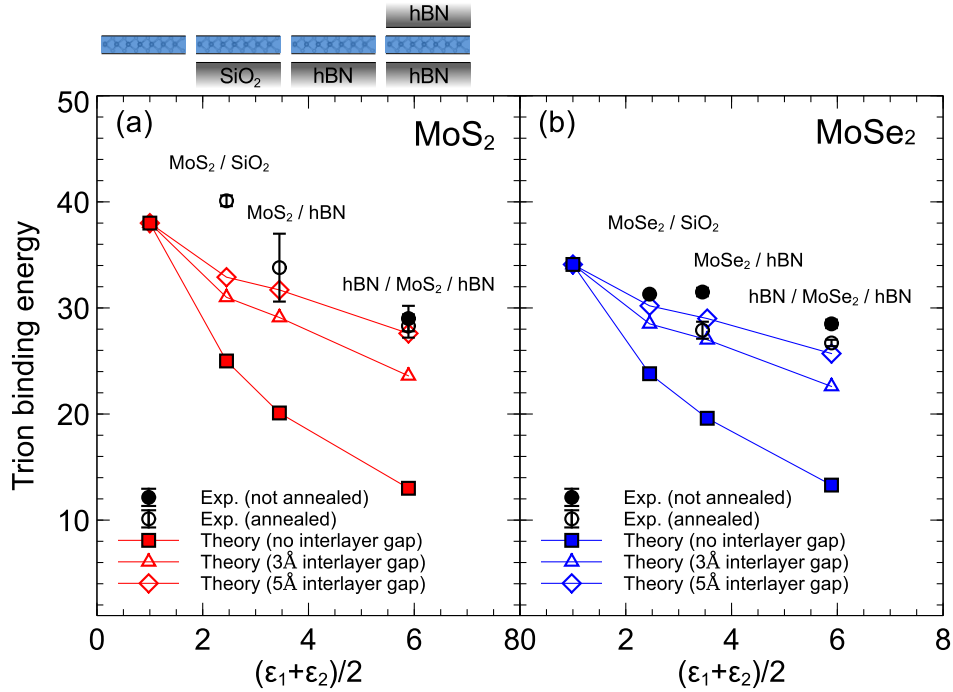 hBN
SiO₂
hBN
hBN
50
40
30
20
10
Trion binding energy
(a)
MoS₂
MoS₂ / SiO₂
MoS₂ / hBN
hBN / MoS₂ / hBN
Exp. (not annealed)
Exp. (annealed)
Theory (no interlayer gap)
Theory (3Å interlayer gap)
Theory (5Å interlayer gap)
0
2
4
6
8
(ε₁+ε₂)/2
(b)
MoSe₂
MoSe₂ / SiO₂
MoSe₂ / hBN
hBN / MoSe₂ / hBN
Exp. (not annealed)
Exp. (annealed)
Theory (no interlayer gap)
Theory (3Å interlayer gap)
Theory (5Å interlayer gap)
0
2
4
6
8
(ε₁+ε₂)/2